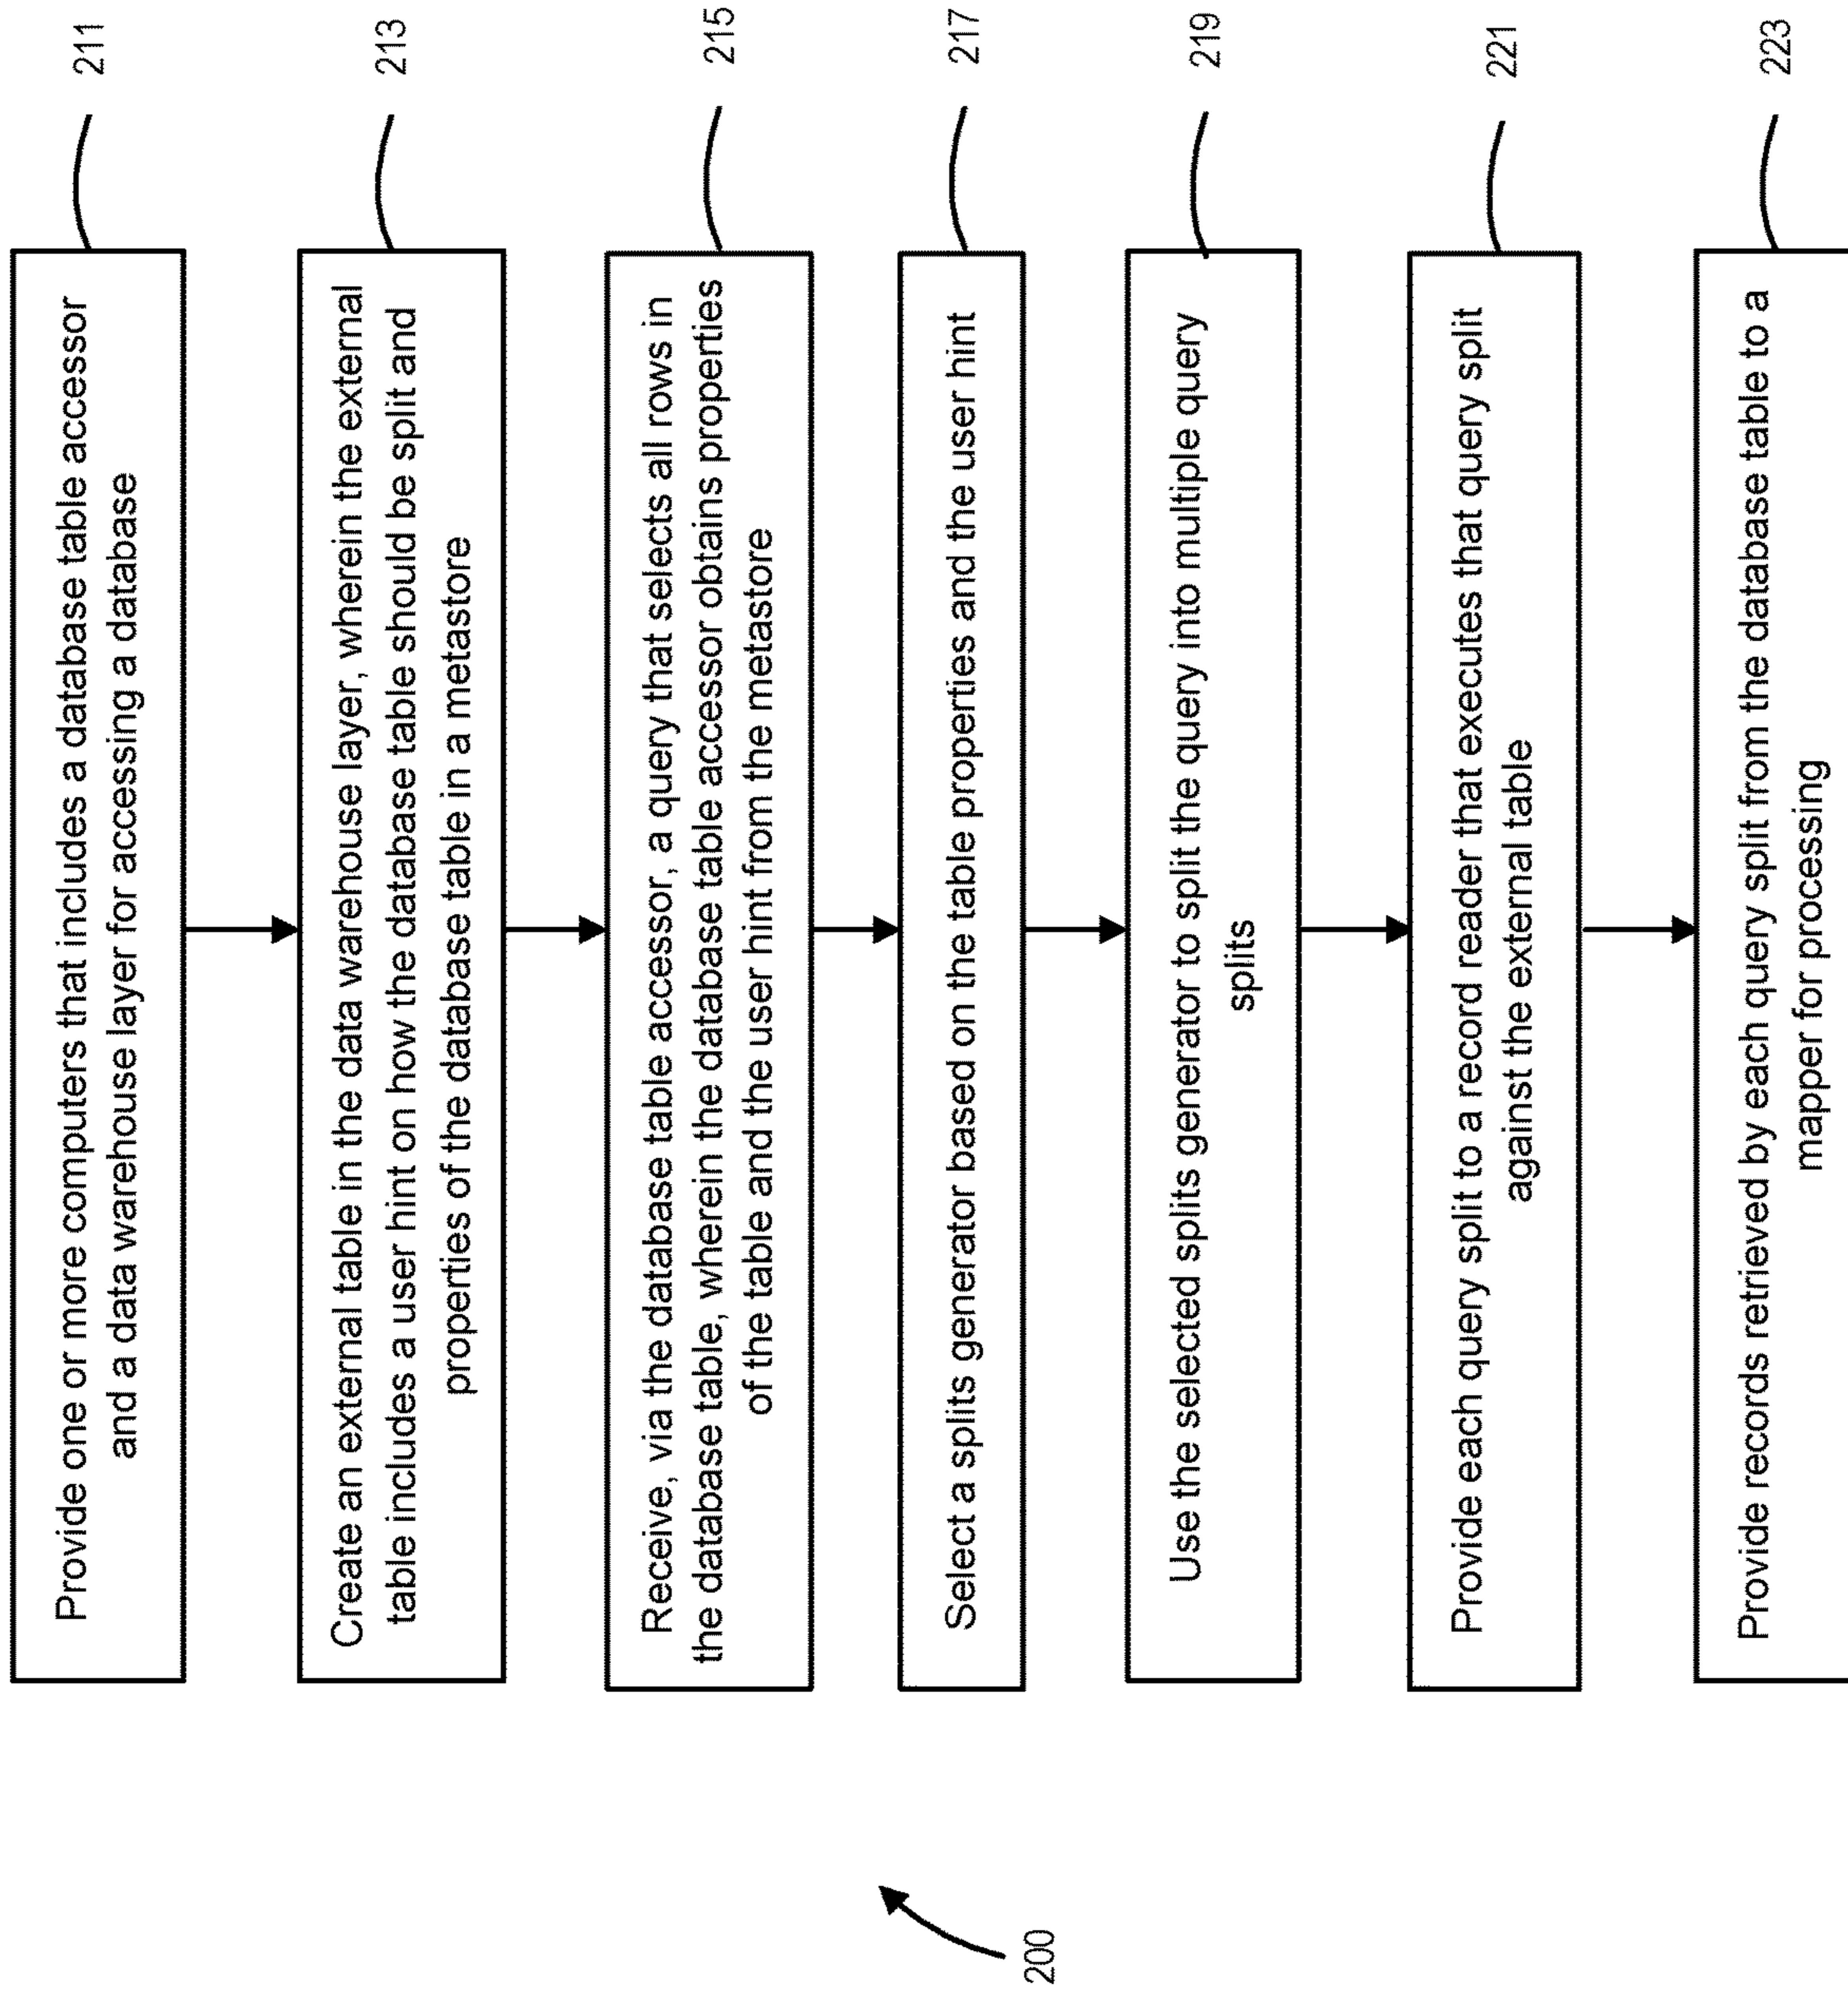 Provide one or more computers that includes a database table accessor
and a data warehouse layer for accessing a database
211
Create an external table in the data warehouse layer, wherein the external
table includes a user hint on how the database table should be split and
properties of the database table in a metastore
213
Receive, via the database table accessor, a query that selects all rows in
the database table, wherein the database table accessor obtains properties
of the table and the user hint from the metastore
215
Select a splits generator based on the table properties and the user hint
217
Use the selected splits generator to split the query into multiple query
splits
219
Provide each query split to a record reader that executes that query split
against the external table
221
Provide records retrieved by each query split from the database table to a
mapper for processing
223
200